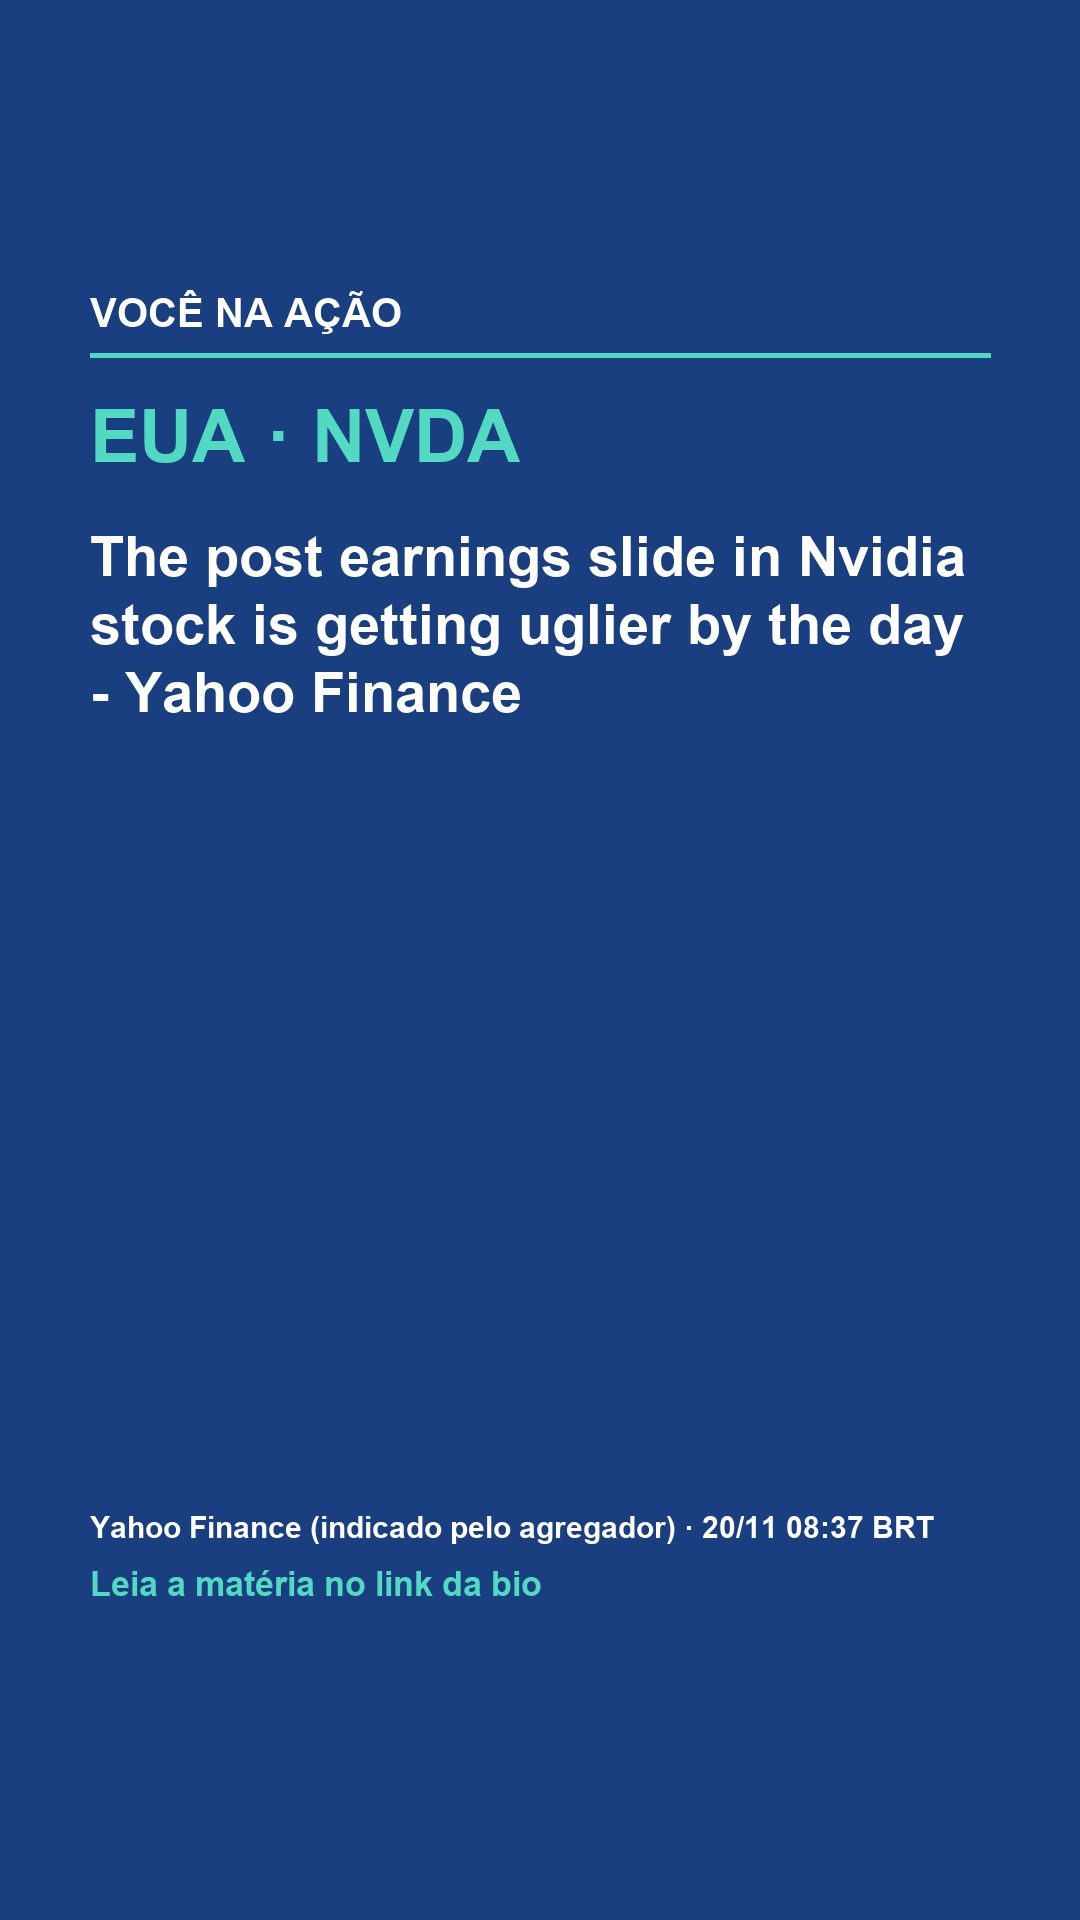 VOCÊ NA AÇÃO
EUA · NVDA
The post earnings slide in Nvidia
stock is getting uglier by the day
- Yahoo Finance
Yahoo Finance (indicado pelo agregador) · 20/11 08:37 BRT
Leia a matéria no link da bio